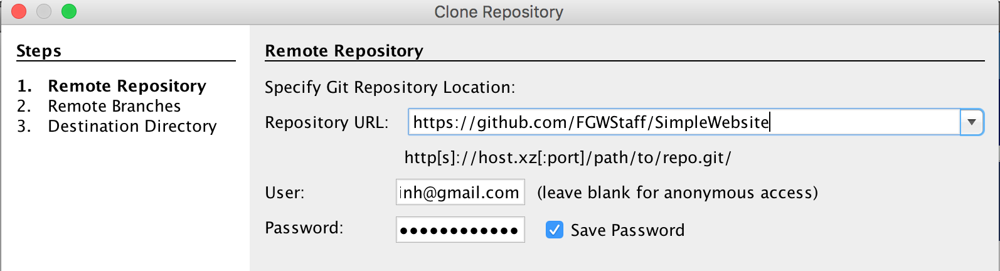 Clone Repository
Steps
1. Remote Repository
2. Remote Branches
3. Destination Directory
Remote Repository
Specify Git Repository Location:
Repository URL: https://github.com/FGWStaff/SimpleWebsite
http[s]://host.xz[:port]/path/to/repo.git/
User: inh@gmail.com (leave blank for anonymous access)
Password: •••••••••••• Save Password